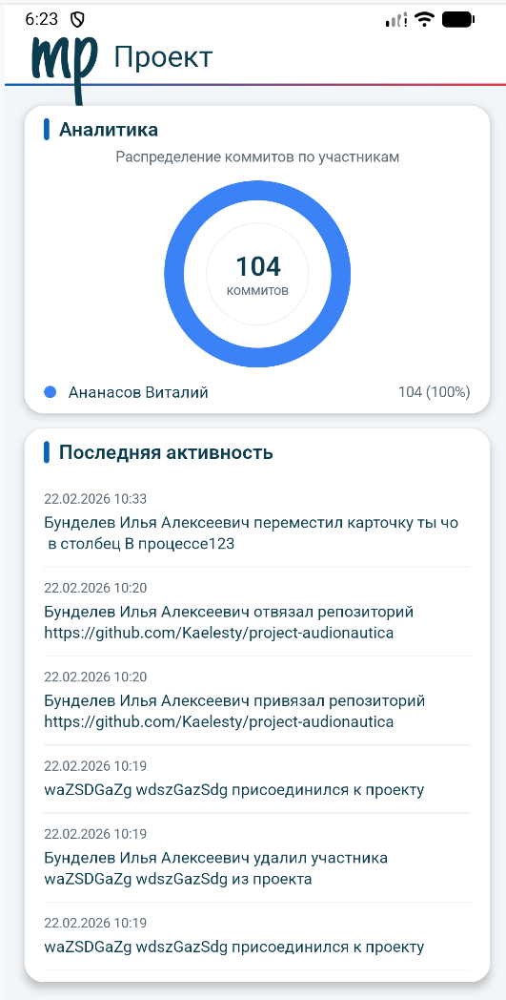 6:23
mp Проект
Аналитика
Распределение коммитов по участникам
104
коммитов
Ананасов Виталий 104 (100%)
Последняя активность
22.02.2026 10:33
Бунделев Илья Алексеевич переместил карточку ты чо
в столбец В процессе123
22.02.2026 10:20
Бунделев Илья Алексеевич отвязал репозиторий
https://github.com/Kaelesty/project-audionautica
22.02.2026 10:20
Бунделев Илья Алексеевич привязал репозиторий
https://github.com/Kaelesty/project-audionautica
22.02.2026 10:19
waZSDGaZg wdszGazSdg присоединился к проекту
22.02.2026 10:19
Бунделев Илья Алексеевич удалил участника
waZSDGaZg wdszGazSdg из проекта
22.02.2026 10:19
waZSDGaZg wdszGazSdg присоединился к проекту